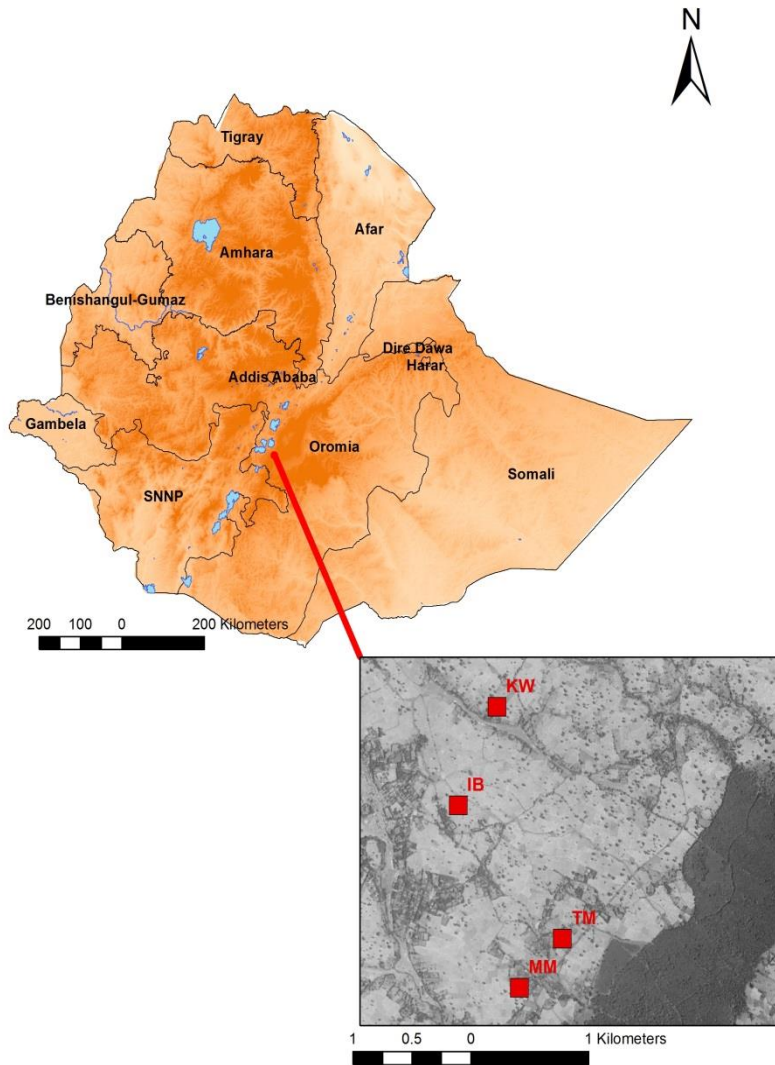 N
Tigray
Afar
Amhara
Benishangul-Gumaz
Dire Dawa
Harar
Addis Ababa
Gambela
Oromia
Somali
SNNP
200 100 0 200 Kilometers
KW
IB
TM
MM
1 0.5 0 1 Kilometers